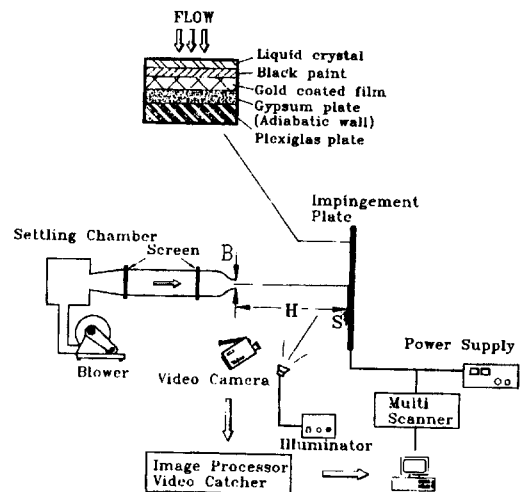 FLOW
Liquid crystal
Black paint
Gold coated film
Gypsum plate
(Adiabatic wall)
Plexiglas plate
Impingement
Plate
Settling Chamber
Screen
B
H
S
Blower
Video Camera
Illuminator
Power Supply
Multi
Scanner
Image Processor
Video Catcher